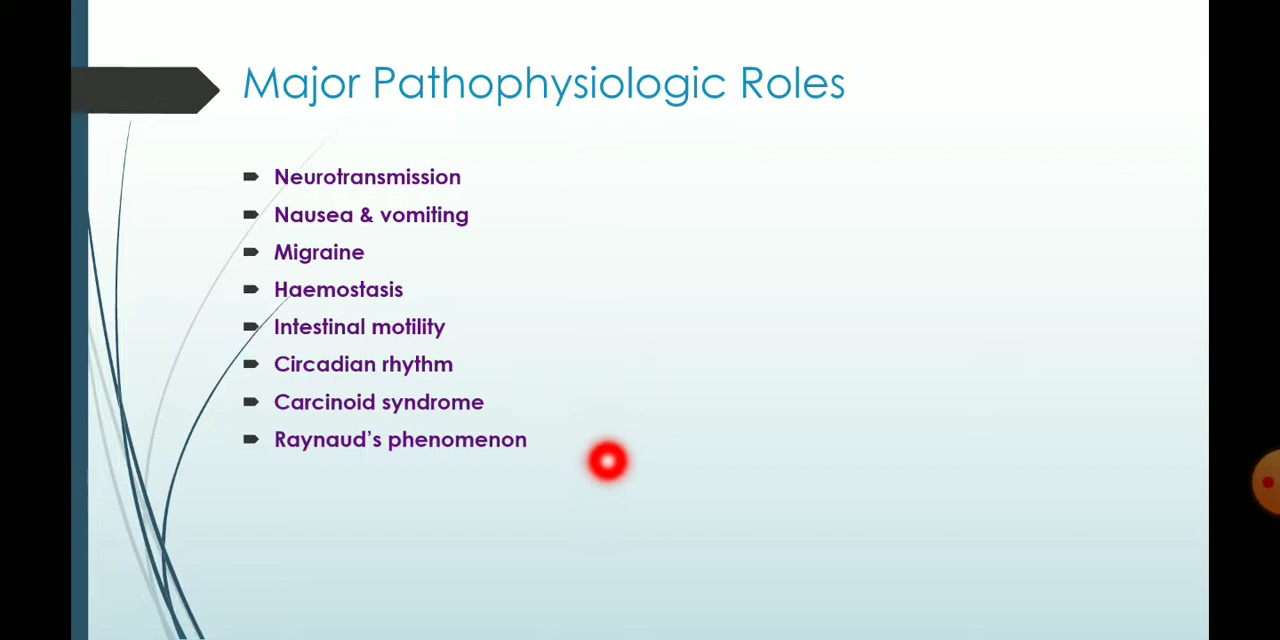 Major Pathophysiologic Roles
Neurotransmission
Nausea & vomiting
Migraine
Haemostasis
Intestinal motility
Circadian rhythm
Carcinoid syndrome
Raynaud's phenomenon